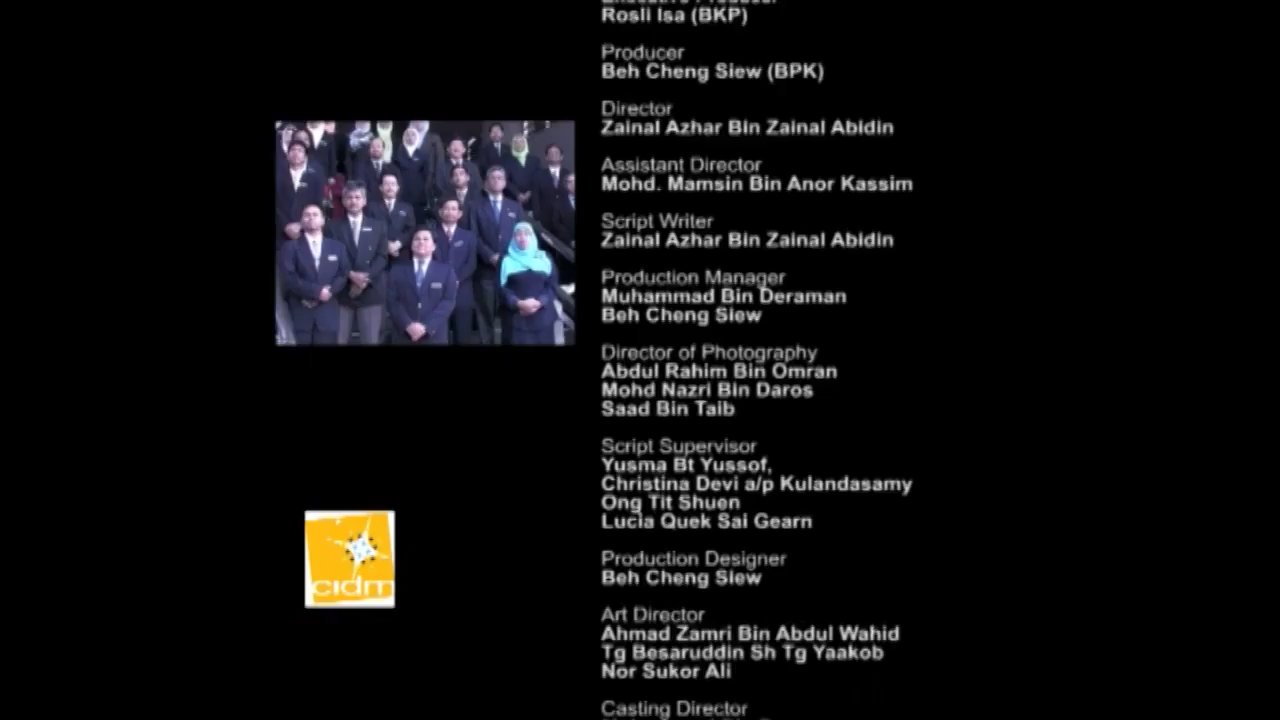 Executive Producer
Rosli Isa (BKP)
Producer
Beh Cheng Siew (BPK)
Director
Zainal Azhar Bin Zainal Abidin
Assistant Director
Mohd. Mamsin Bin Anor Kassim
Script Writer
Zainal Azhar Bin Zainal Abidin
Production Manager
Muhammad Bin Deraman
Beh Cheng Siew
Director of Photography
Abdul Rahim Bin Omran
Mohd Nazri Bin Daros
Saad Bin Taib
Script Supervisor
Yusma Bt Yussof,
Christina Devi a/p Kulandasamy
Ong Tit Shuen
Lucia Quek Sai Gearn
cidm
Production Designer
Beh Cheng Siew
Art Director
Ahmad Zamri Bin Abdul Wahid
Tg Besaruddin Sh Tg Yaakob
Nor Sukor Ali
Casting Director